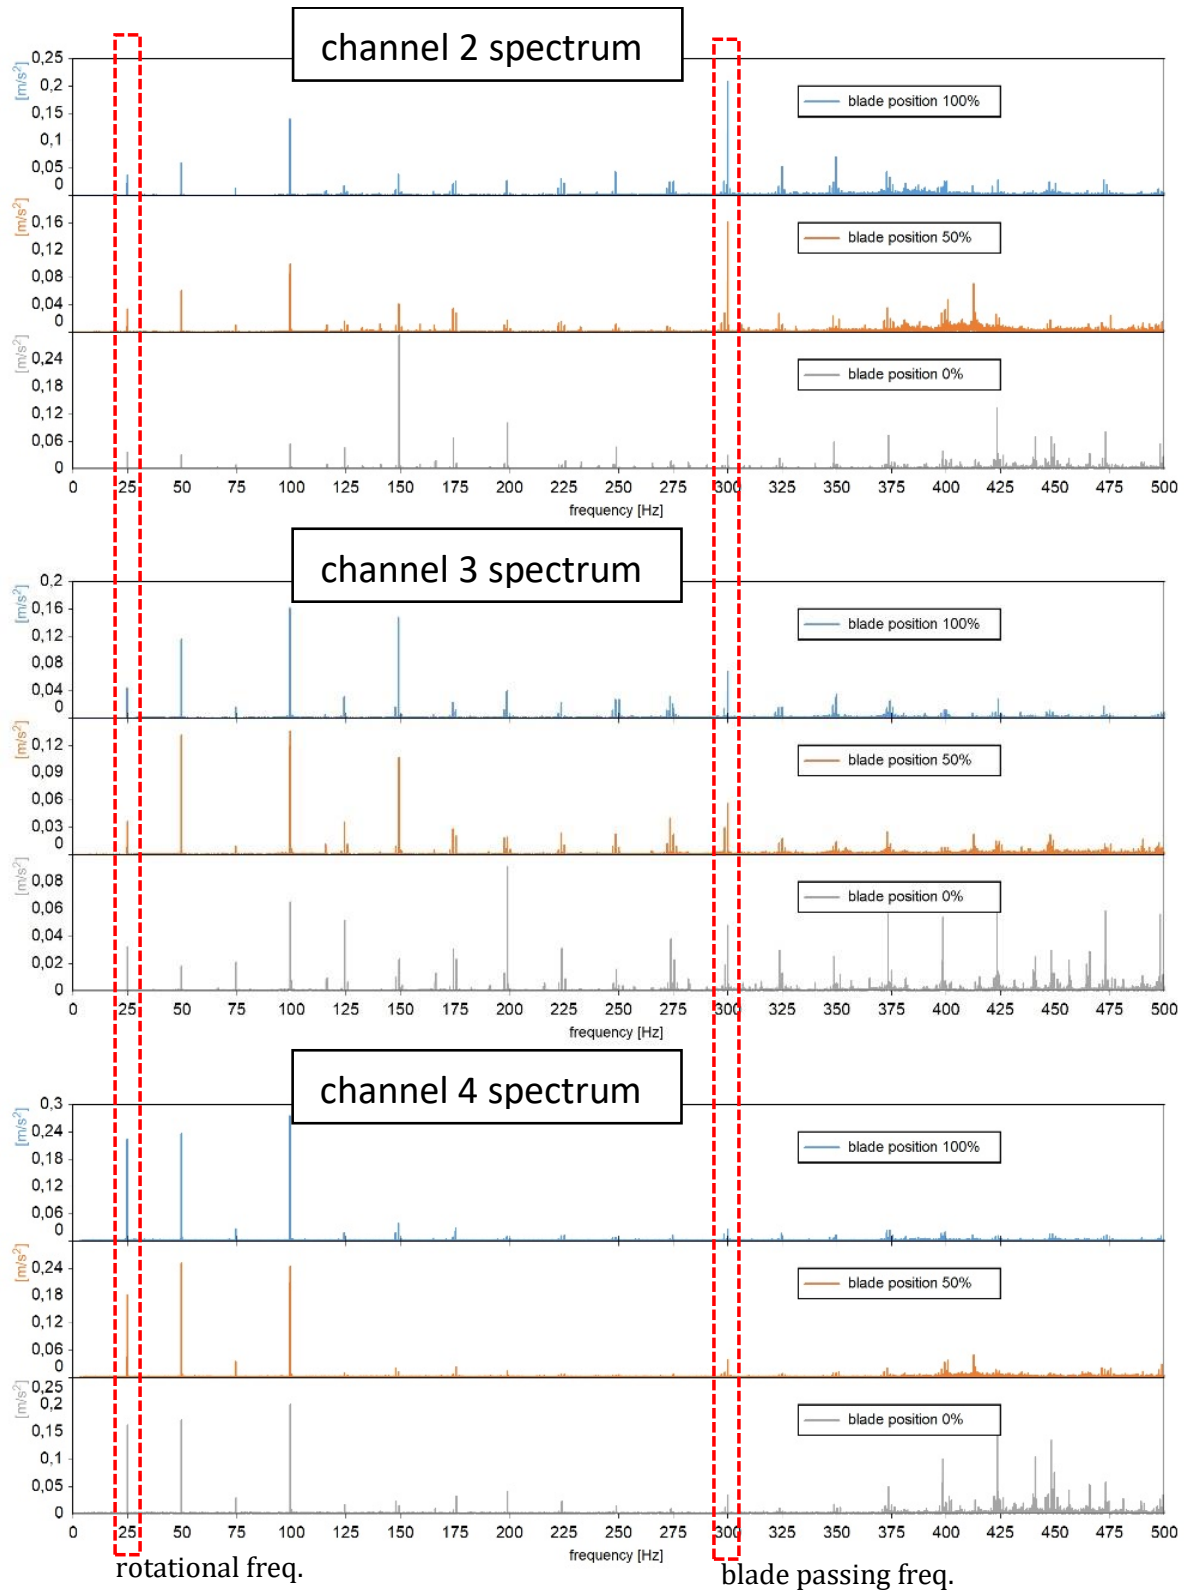 channel 2 spectrum
[m/s²]
0,25
0,2
0,15
0,1
0,05
0
blade position 100%
[m/s²]
0,16
0,12
0,08
0,04
0
blade position 50%
[m/s²]
0,24
0,12
0,06
0
blade position 0%
0 25 50 75 100 125 150 175 200 225 250 275 300 325 350 375 400 425 450 475 500
frequency [Hz]
channel 3 spectrum
[m/s²]
0,2
0,16
0,12
0,08
0,04
0
blade position 100%
[m/s²]
0,12
0,09
0,06
0,03
0
blade position 50%
[m/s²]
0,08
0,06
0,04
0,02
0
blade position 0%
0 25 50 75 100 125 150 175 200 225 250 275 300 325 350 375 400 425 450 475 500
frequency [Hz]
channel 4 spectrum
[m/s²]
0,3
0,24
0,18
0,12
0,06
0
blade position 100%
[m/s²]
0,24
0,18
0,12
0,06
0
blade position 50%
[m/s²]
0,25
0,2
0,15
0,1
0,05
0
blade position 0%
0 25 50 75 100 125 150 175 200 225 250 275 300 325 350 375 400 425 450 475 500
frequency [Hz]
rotational freq.
blade passing freq.